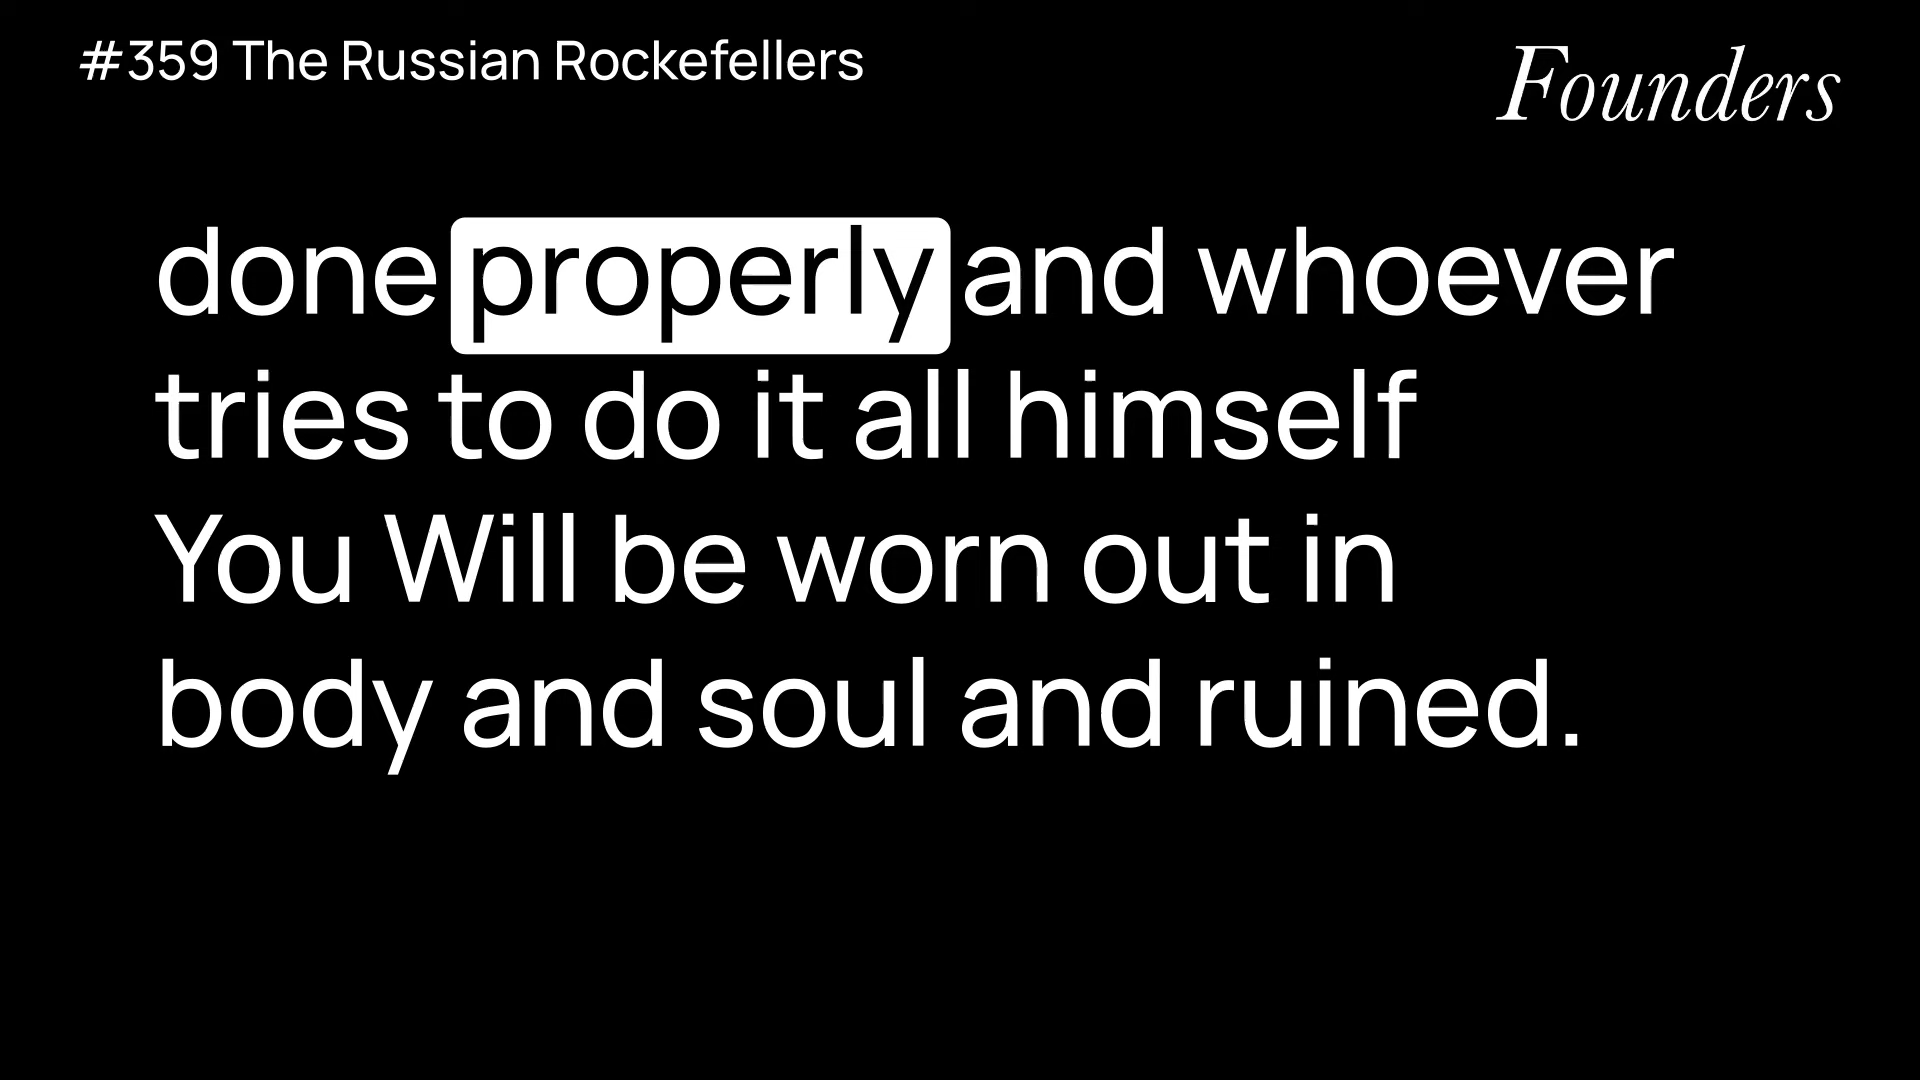 #359 The Russian Rockefellers
Founders
done properly and whoever
tries to do it all himself
You Will be worn out in
body and soul and ruined.